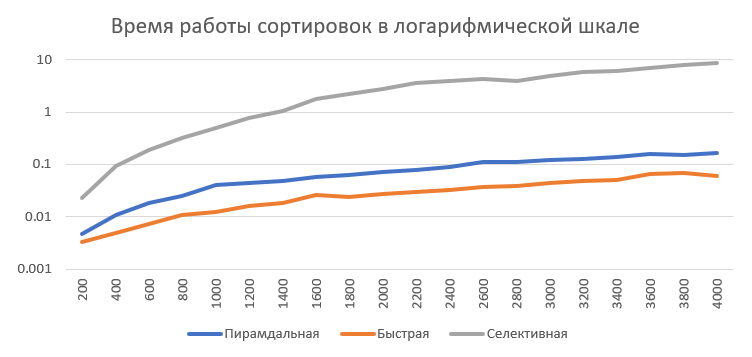 Время работы сортировок в логарифмической шкале
10
1
0.1
0.01
0.001
200 400 600 800 1000 1200 1400 1600 1800 2000 2200 2400 2600 2800 3000 3200 3400 3600 3800 4000
Пирамдальная Быстрая Селективная